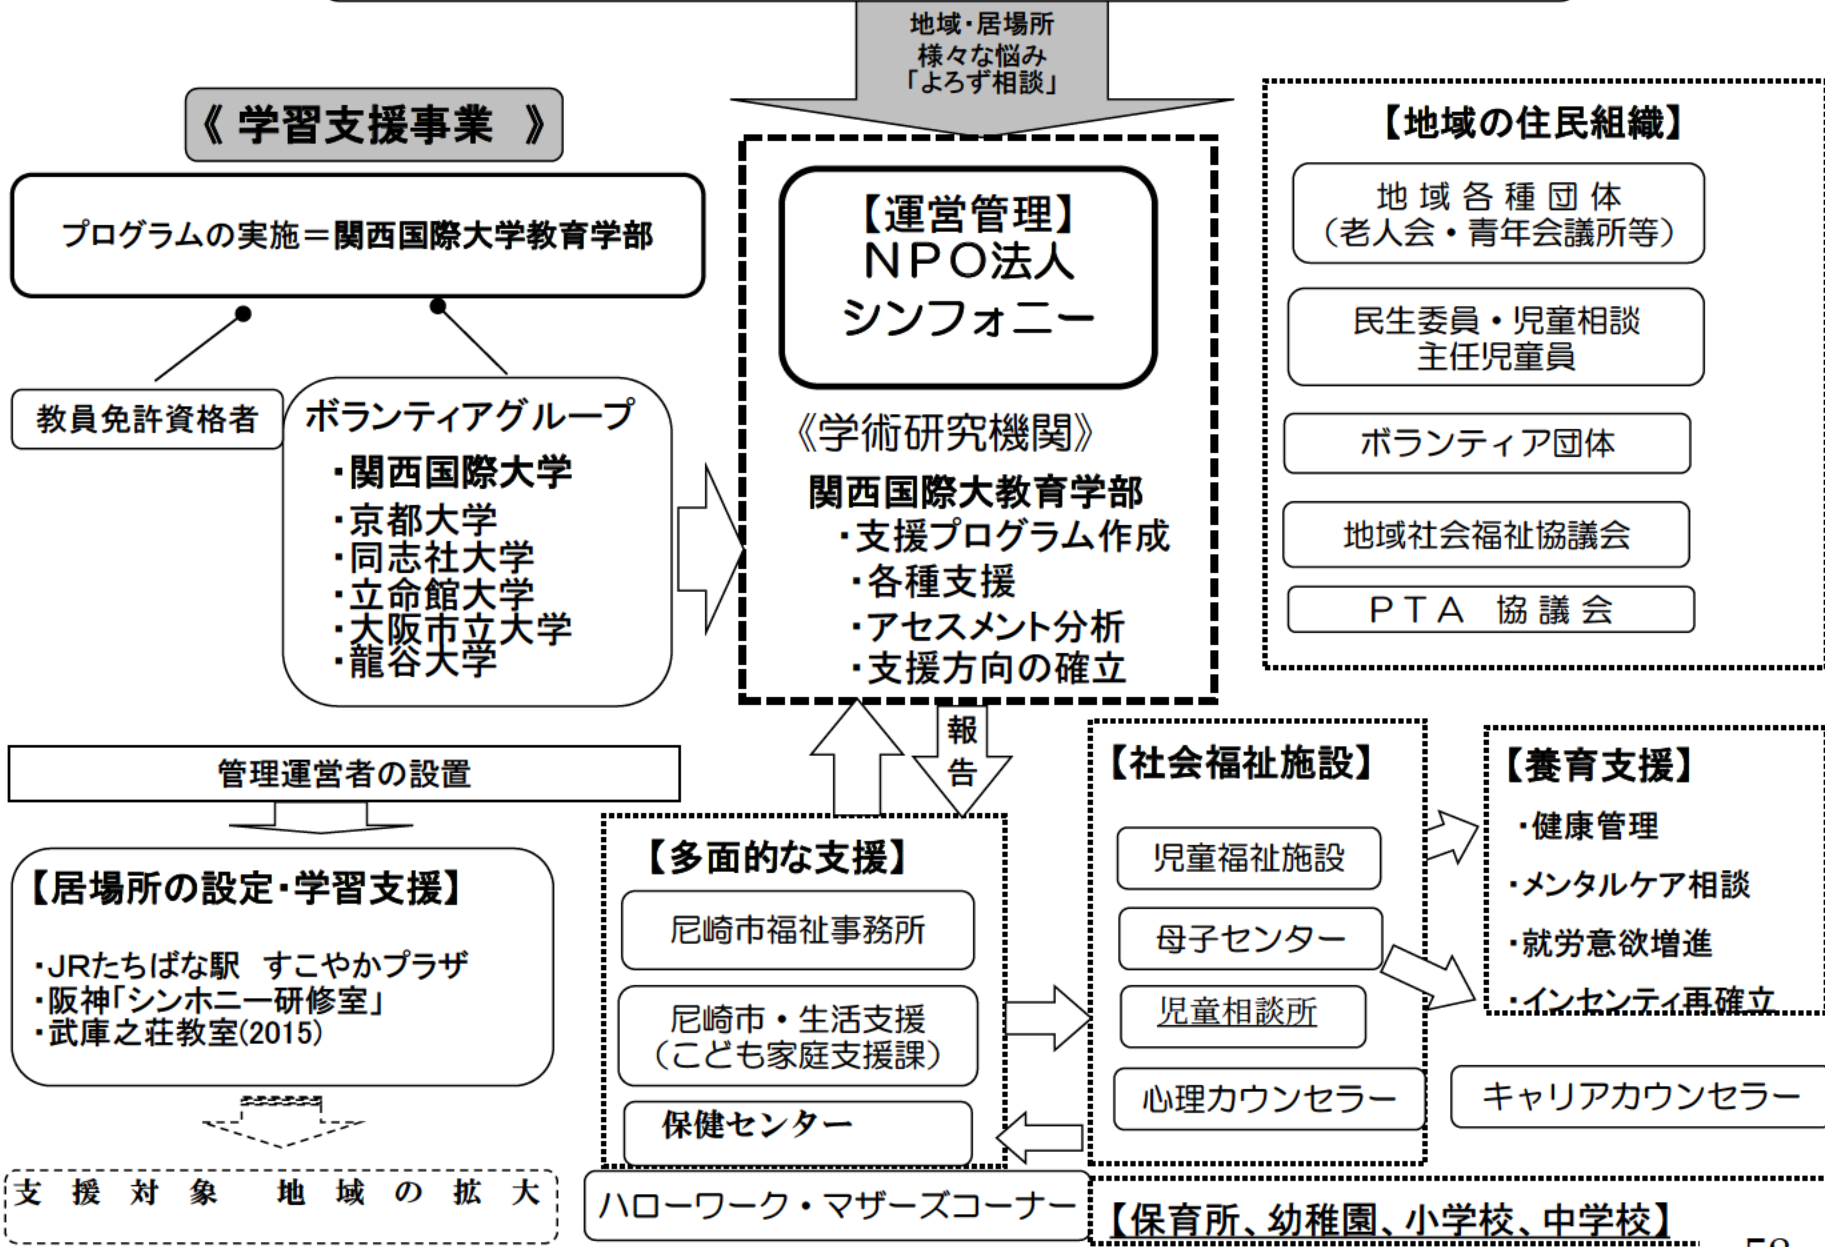 地域・居場所
様々な悩み
「よろず相談」
《 学習支援事業 》
プログラムの実施＝関西国際大学教育学部
教員免許資格者
ボランティアグループ
・関西国際大学
・京都大学
・同志社大学
・立命館大学
・大阪市立大学
・龍谷大学
【運営管理】
ＮＰＯ法人
シンフォニー
《学術研究機関》
関西国際大教育学部
・支援プログラム作成
・各種支援
・アセスメント分析
・支援方向の確立
【地域の住民組織】
地域各種団体
（老人会・青年会議所等）
民生委員・児童相談
主任児童員
ボランティア団体
地域社会福祉協議会
ＰＴＡ 協議会
管理運営者の設置
【居場所の設定・学習支援】
・JRたちばな駅 すこやかプラザ
・阪神「シンホニー研修室」
・武庫之荘教室(2015)
支援対象 地域の拡大
報
告
【多面的な支援】
尼崎市福祉事務所
尼崎市・生活支援
（こども家庭支援課）
保健センター
ハローワーク・マザーズコーナー
【社会福祉施設】
児童福祉施設
母子センター
児童相談所
心理カウンセラー
【養育支援】
・健康管理
・メンタルケア相談
・就労意欲増進
・インセンティ再確立
キャリアカウンセラー
【保育所、幼稚園、小学校、中学校】